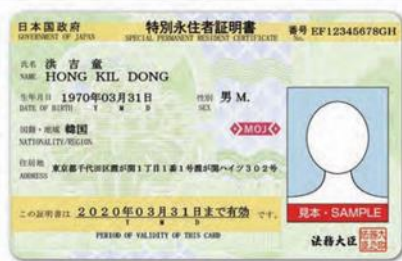 日本国政府 特別永住者証明書 番号 EF12345678GH
GOVERNMENT OF JAPAN SPECIAL PERMANENT RESIDENT CERTIFICATE No.
氏名 洪 吉 童
NAME HONG KIL DONG
生年月日 1970年03月31日 性別 男 M.
DATE OF BIRTH Y M D SEX
国籍・地域 韓国
NATIONALITY/REGION
MOJ
住居地 東京都千代田区霞が関1丁目1番1号霞が関ハイツ302号
ADDRESS
見本・SAMPLE
この証明書は 2020年03月31日まで有効 です。
Y M D
PERIOD OF VALIDITY OF THIS CARD
法務大臣